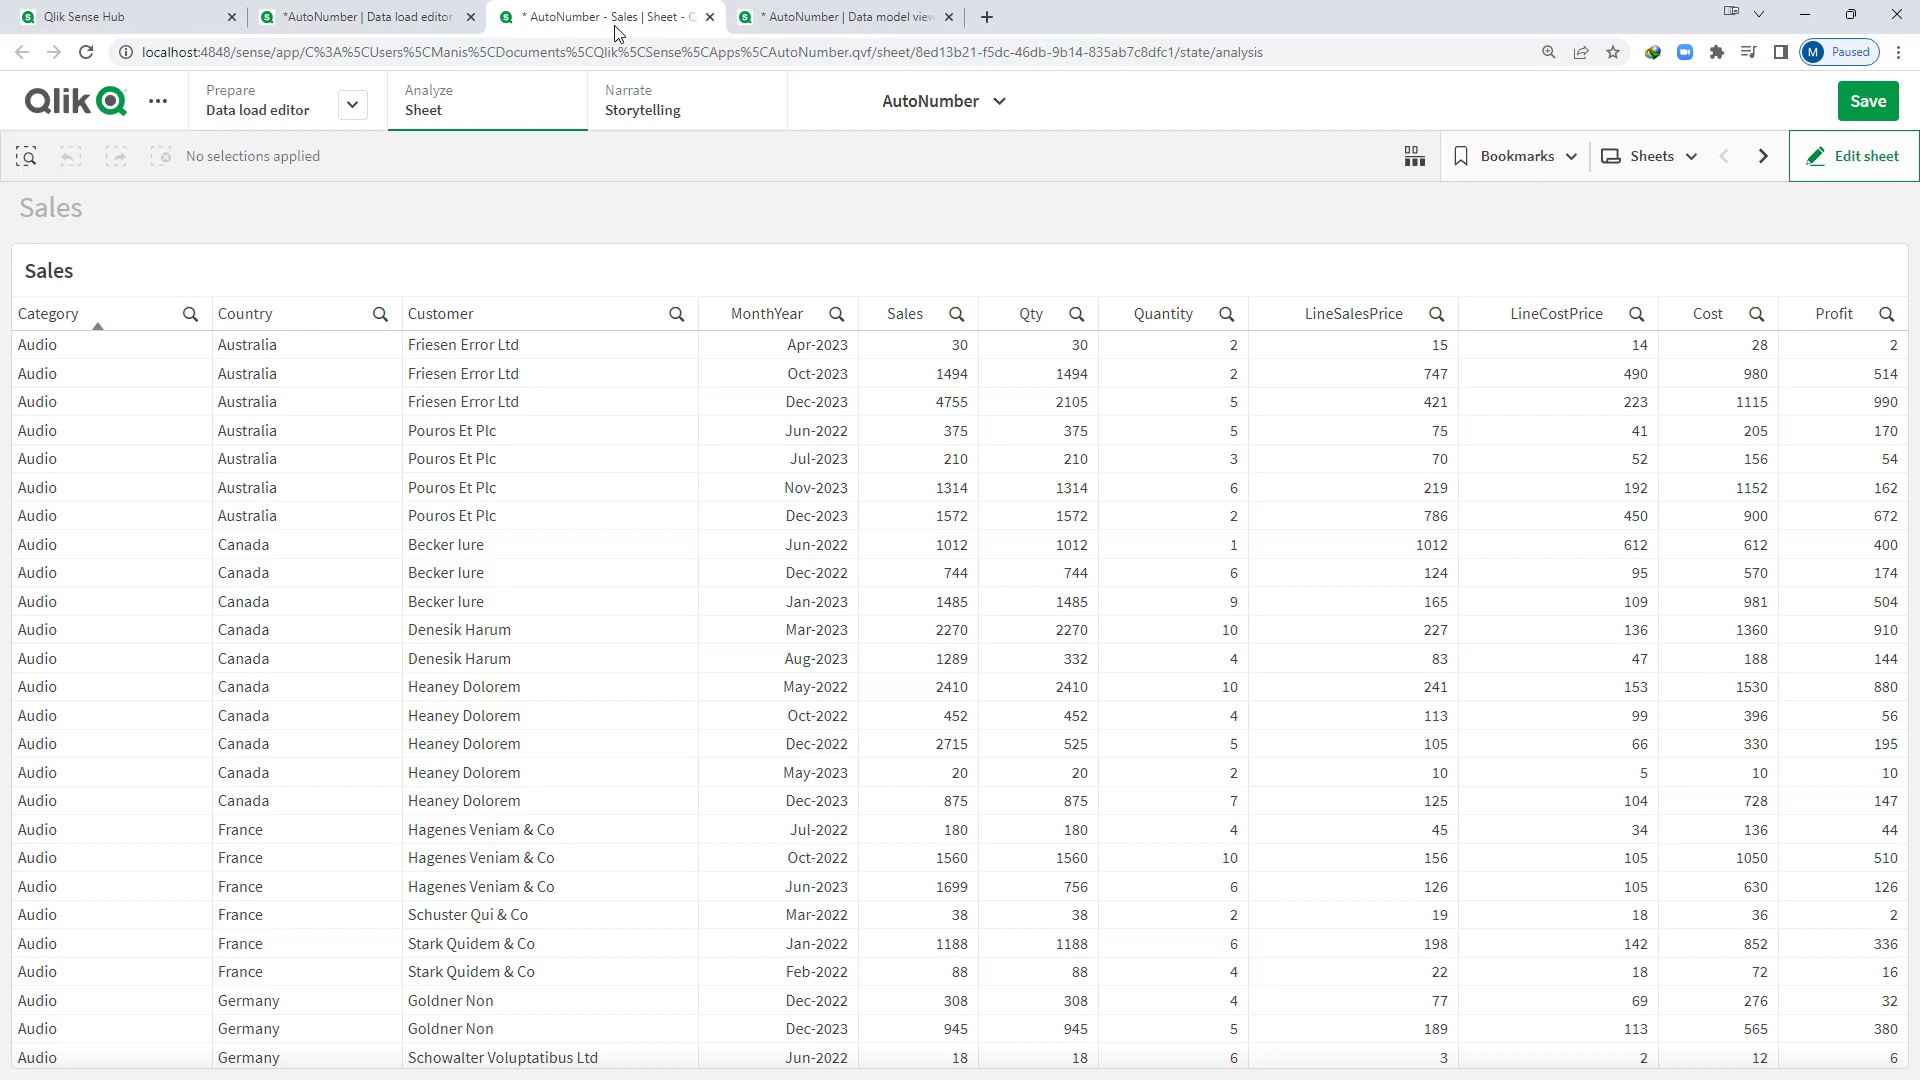 Qlik Sense Hub
*AutoNumber | Data load editor
* AutoNumber - Sales | Sheet - 
* AutoNumber | Data model view
localhost:4848/sense/app/C%3A%5CUsers%5CManis%5CDocuments%5CQlik%5CSense%5CApps%5CAutoNumber.qvf/sheet/8ed13b21-f5dc-46db-9b14-835ab7c8dfc1/state/analysis
M Paused
Qlik
Prepare
Data load editor
Analyze
Sheet
Narrate
Storytelling
AutoNumber
Save
No selections applied
Bookmarks
Sheets
Edit sheet
Sales
Sales
Category Country Customer MonthYear Sales Qty Quantity LineSalesPrice LineCostPrice Cost Profit
Audio Australia Friesen Error Ltd Apr-2023 30 30 2 15 14 28 2
Audio Australia Friesen Error Ltd Oct-2023 1494 1494 2 747 490 980 514
Audio Australia Friesen Error Ltd Dec-2023 4755 2105 5 421 223 1115 990
Audio Australia Pouros Et Plc Jun-2022 375 375 5 75 41 205 170
Audio Australia Pouros Et Plc Jul-2023 210 210 3 70 52 156 54
Audio Australia Pouros Et Plc Nov-2023 1314 1314 6 219 192 1152 162
Audio Australia Pouros Et Plc Dec-2023 1572 1572 2 786 450 900 672
Audio Canada Becker Iure Jun-2022 1012 1012 1 1012 612 612 400
Audio Canada Becker Iure Dec-2022 744 744 6 124 95 570 174
Audio Canada Becker Iure Jan-2023 1485 1485 9 165 109 981 504
Audio Canada Denesik Harum Mar-2023 2270 2270 10 227 136 1360 910
Audio Canada Denesik Harum Aug-2023 1289 332 4 83 47 188 144
Audio Canada Heaney Dolorem May-2022 2410 2410 10 241 153 1530 880
Audio Canada Heaney Dolorem Oct-2022 452 452 4 113 99 396 56
Audio Canada Heaney Dolorem Dec-2022 2715 525 5 105 66 330 195
Audio Canada Heaney Dolorem May-2023 20 20 2 10 5 10 10
Audio Canada Heaney Dolorem Dec-2023 875 875 7 125 104 728 147
Audio France Hagenes Veniam & Co Jul-2022 180 180 4 45 34 136 44
Audio France Hagenes Veniam & Co Oct-2022 1560 1560 10 156 105 1050 510
Audio France Hagenes Veniam & Co Jun-2023 1699 756 6 126 105 630 126
Audio France Schuster Qui & Co Mar-2022 38 38 2 19 18 36 2
Audio France Stark Quidem & Co Jan-2022 1188 1188 6 198 142 852 336
Audio France Stark Quidem & Co Feb-2022 88 88 4 22 18 72 16
Audio Germany Goldner Non Dec-2022 308 308 4 77 69 276 32
Audio Germany Goldner Non Dec-2023 945 945 5 189 113 565 380
Audio Germany Schowalter Voluptatibus Ltd Jun-2022 18 18 6 3 2 12 6